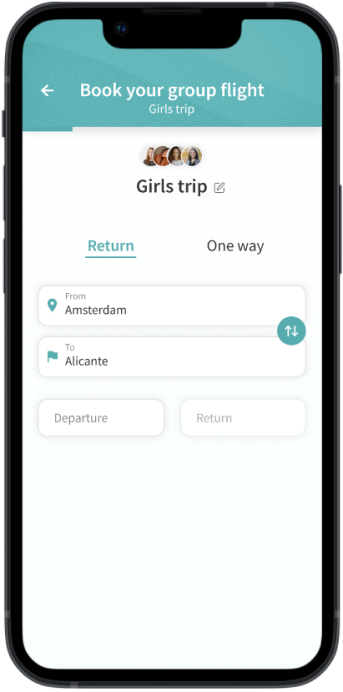 Book your group flight
Girls trip
Girls trip
Return
One way
From
Amsterdam
To
Alicante
Departure
Return